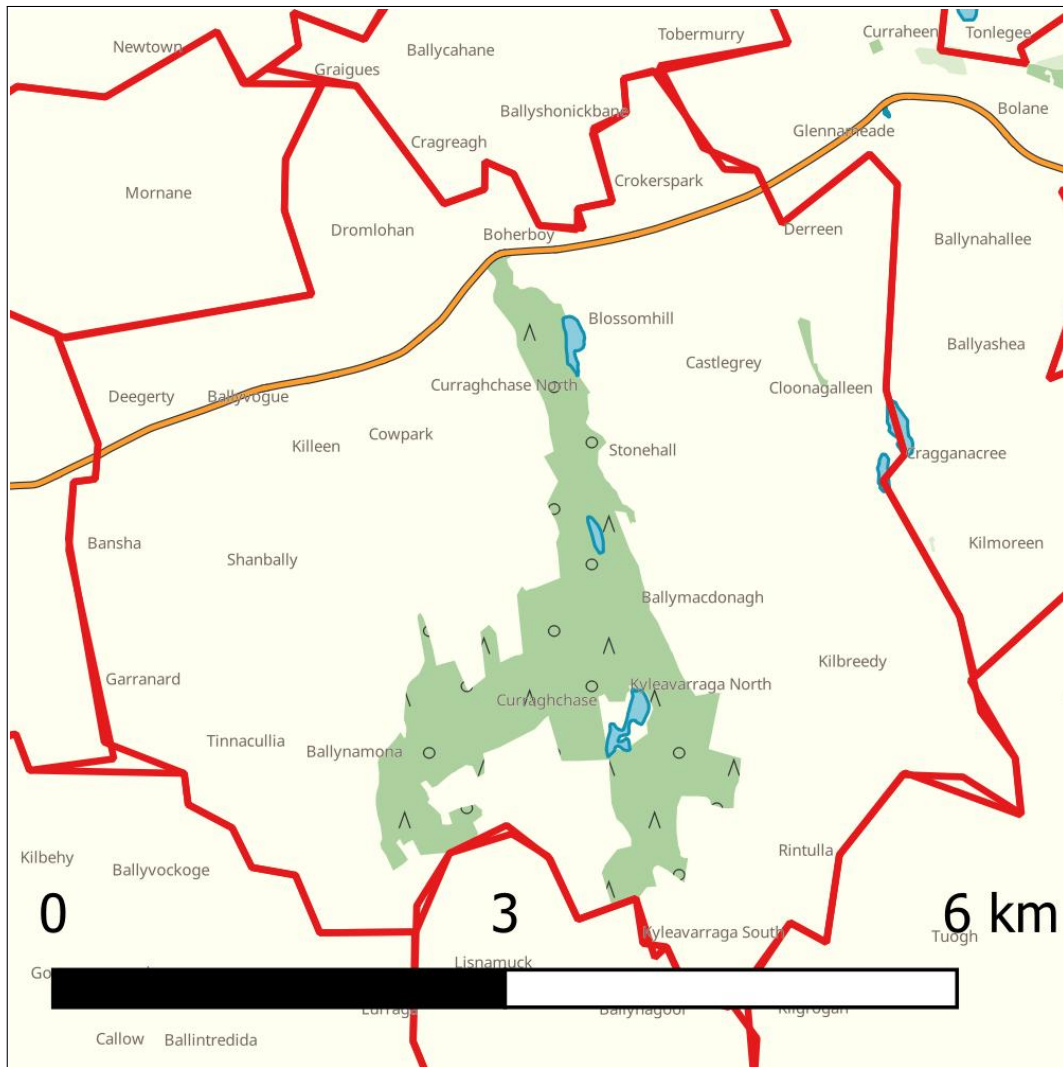 Curraheen
Tonlegee
Tobermurry
Newtown
Ballycahane
Graigues
Bolane
Ballyshonickbane
Glennameade
Cragreagh
Crokerspark
Mornane
Dromlohan
Boherboy
Derreen
Ballynahallee
Blossomhill
Ballyashea
Castlegrey
Curraghchase North
Cloonagalleen
Deegerty
Ballyvogue
Cowpark
Killeen
Stonehall
Cragganacree
Bansha
Kilmoreen
Shanbally
Ballymacdonagh
Kilbreedy
Garranard
Kyleavarraga North
Curraghchase
Tinnacullia
Ballynamona
Rintulla
Kilbehy
Ballyvockoge
0 3 6 km
Kyleavarraga South
Tuogh
Lisnamuck
Callow
Ballintredida